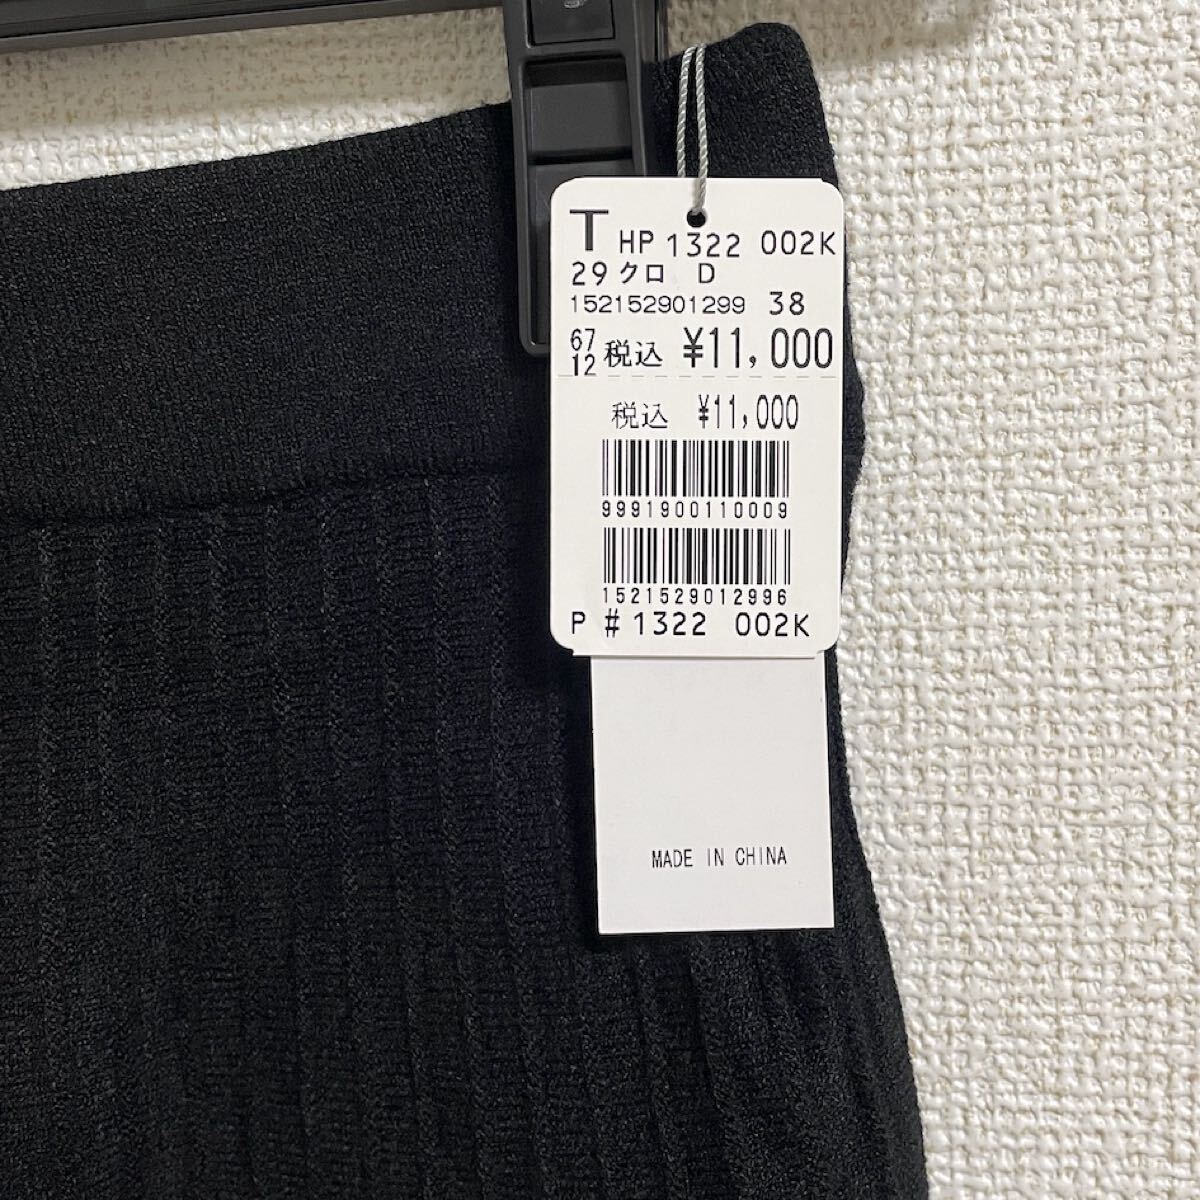 T HP 1322 002K
29 クロ D
152152901299 38
67 12 税込 ¥11,000
税込 ¥11,000
9991900110009
1521529012996
P # 1322 002K
MADE IN CHINA